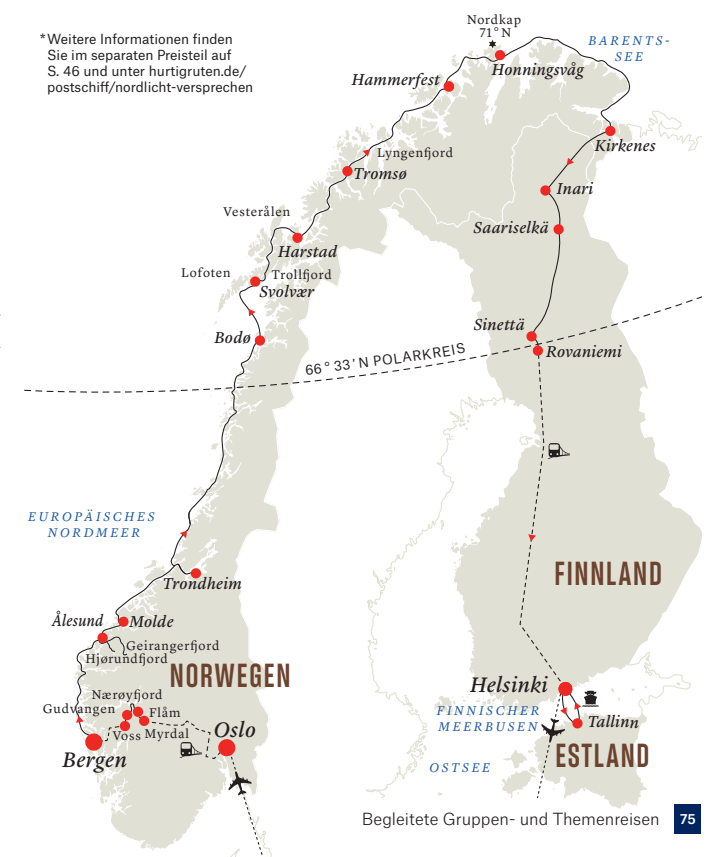 *Weitere Informationen finden
Sie im separaten Preisteil auf
S. 46 und unter hurtigruten.de/
postschiff/nordlicht-versprechen
Nordkap
71° N
BARENTS-
SEE
Honningsvåg
Hammerfest
Kirkenes
Lyngenfjord
Tromsø
Inari
Vesterålen
Saariselkä
Harstad
Lofoten
Trollfjord
Svolvær
Sinettä
Bodø
Rovaniemi
66° 33' N POLARKREIS
EUROPÄISCHES
NORDMEER
Trondheim
FINNLAND
Ålesund
Molde
Geirangerfjord
Hjørundfjord
NORWEGEN
Helsinki
Nærøyfjord
Gudvangen
Flåm
FINNISCHER
MEERBUSEN
Tallinn
Voss
Myrdal
Oslo
Bergen
ESTLAND
OSTSEE
Begleitete Gruppen- und Themenreisen
75